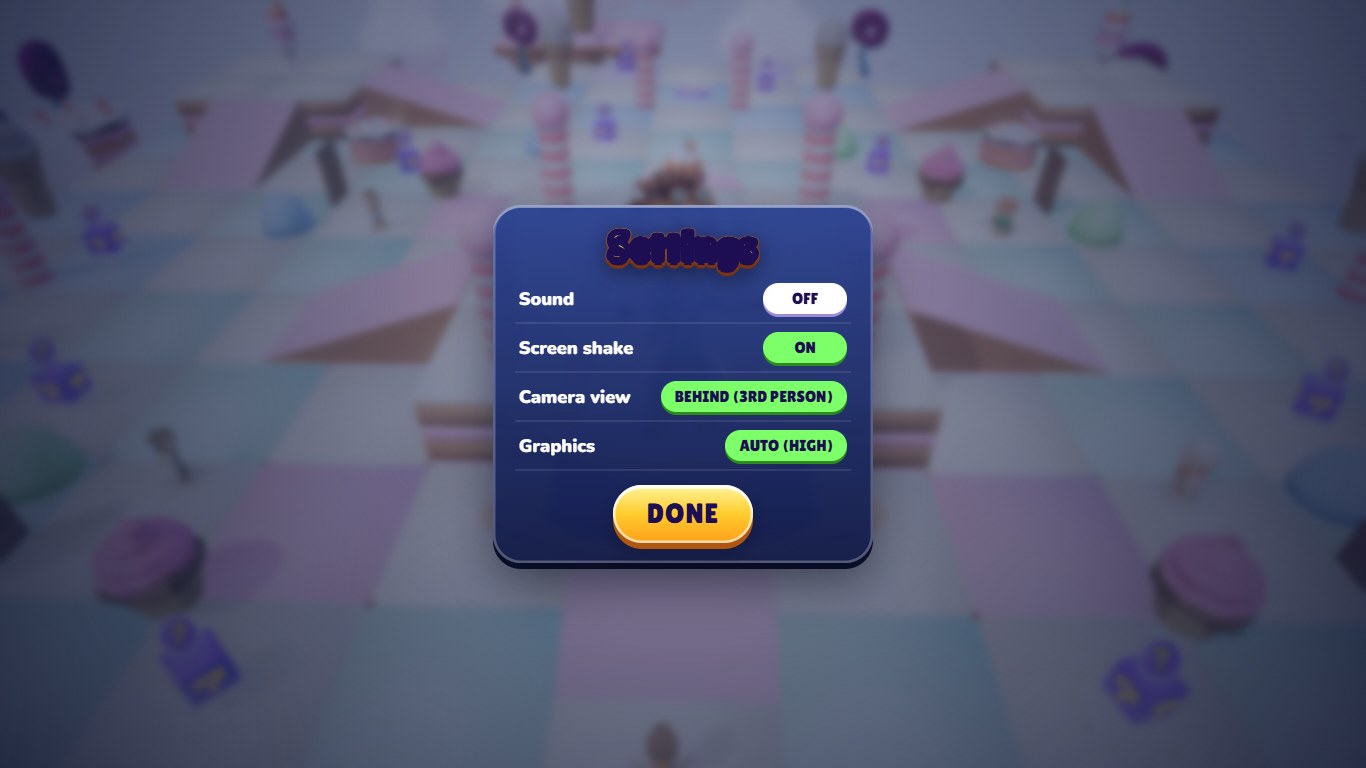 Settings
Sound OFF
Screen shake ON
Camera view BEHIND (3RD PERSON)
Graphics AUTO (HIGH)
DONE